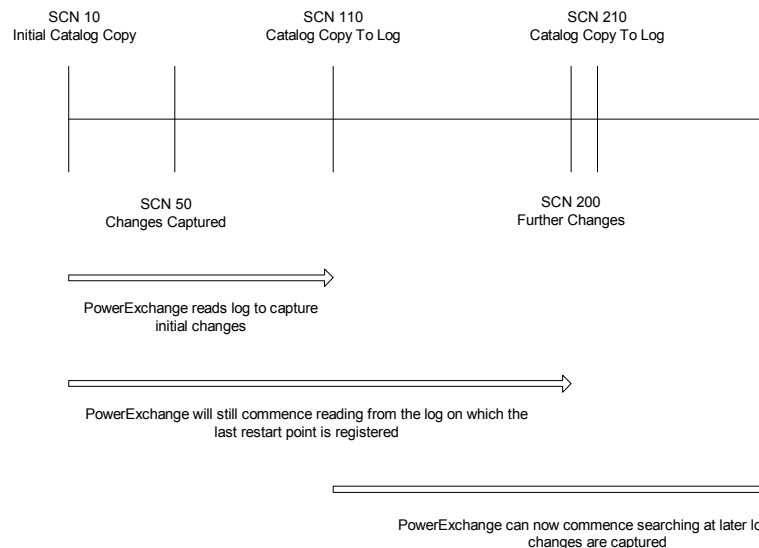 SCN 10
Initial Catalog Copy
SCN 110
Catalog Copy To Log
SCN 210
Catalog Copy To Log
SCN 50
Changes Captured
SCN 200
Further Changes
PowerExchange reads log to capture
initial changes
PowerExchange will still commence reading from the log on which the
last restart point is registered
PowerExchange can now commence searching at later
changes are captured